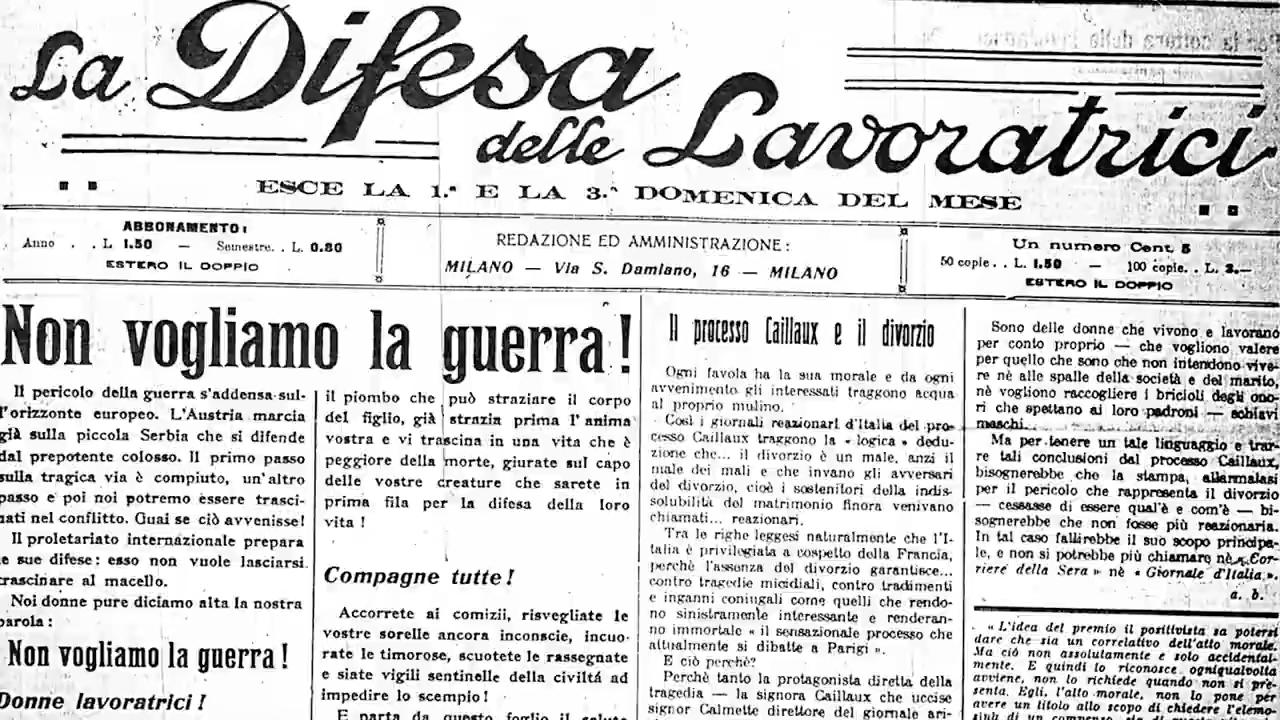 La Difesa
delle Lavoratrici
ESCE LA 1.ª E LA 3.ª DOMENICA DEL MESE
ABBONAMENTO:
Anno . . L. 1.50 — Semestre. . L. 0.80
ESTERO IL DOPPIO
REDAZIONE ED AMMINISTRAZIONE:
MILANO — Via S. Damiano, 16 — MILANO
Un numero Cent. 5
50 copie. . L. 1.50 — 100 copie. . L. 3.—
ESTERO IL DOPPIO
Non vogliamo la guerra!
Il pericolo della guerra s'addensa sul-
l'orizzonte europeo. L'Austria marcia
già sulla piccola Serbia che si difende
dal prepotente colosso. Il primo passo
sulla tragica via è compiuto, un'altro
passo e poi noi potremo essere trasci-
nati nel conflitto. Guai se ciò avvenisse!
Il proletariato internazionale prepara
le sue difese: esso non vuole lasciarsi
trascinare al macello.
Noi donne pure diciamo alta la nostra
parola:
Non vogliamo la guerra!
Donne lavoratrici!
il piombo che può straziare il corpo
del figlio, già strazia prima l'anima
vostra e vi trascina in una vita che è
peggiore della morte, giurate sul capo
delle vostre creature che sarete in
prima fila per la difesa della loro
vita!
Compagne tutte!
Accorrete ai comizii, risvegliate le
vostre sorelle ancora inconscie, incuo-
rate le timorose, scuotete le rassegnate
e siate vigili sentinelle della civiltà ad
impedire lo scempio!
E parta da questo foglio il saluto
Il processo Caillaux e il divorzio
Ogni favola ha la sua morale e da ogni
avvenimento gli interessati traggono acqua
al proprio mulino.
Così i giornali reazionari d'Italia del pro-
cesso Caillaux traggono la « logica » dedu-
zione che... il divorzio è un male, anzi il
male dei mali e che invano gli avversari
del divorzio, cioè i sostenitori della indis-
solubilità del matrimonio finora venivano
chiamati... reazionari.
Tra le righe leggesi naturalmente che l'I-
talia è privilegiata a cospetto della Francia,
perchè l'assenza del divorzio garantisce...
contro tragedie micidiali, contro tradimenti
e inganni coniugali come quelli che rendo-
no sinistramente interessante e renderan-
no immortale « il sensazionale processo che
attualmente si dibatte a Parigi ».
E ciò perchè?
Perchè tanto la protagonista diretta della
tragedia — la signora Caillaux che uccise
signor Calmette direttore del giornale ari-
Sono delle donne che vivono e lavorano
per conto proprio — che vogliono valere
per quello che sono che non intendono vive-
re nè alle spalle della società e del marito,
nè vogliono raccogliere i bricioli degli ono-
ri che spettano ai loro padroni — schiavi
maschi.
Ma per tenere un tale linguaggio e trar-
re tali conclusioni dal processo Caillaux,
bisognerebbe che la stampa, allarmatasi
per il pericolo che rappresenta il divorzio
— cessasse di essere qual'è e com'è — bi-
sognerebbe che non fosse più reazionaria.
In tal caso fallirebbe il suo scopo principa-
le, e non si potrebbe più chiamare nè « Cor-
riere della Sera » nè « Giornale d'Italia ».
a. b.
« L'idea del premio il positivista sa potersi
dare che sia un correlativo dell'atto morale.
Ma ciò non assolutamente e solo accidental-
mente. E quindi lo riconosce ogniqualvolta
avviene, non lo richiede quando non si pre-
senta. Egli, l'atto morale, non lo pone per
avere un titolo allo scopo di chiedere l'elemo-